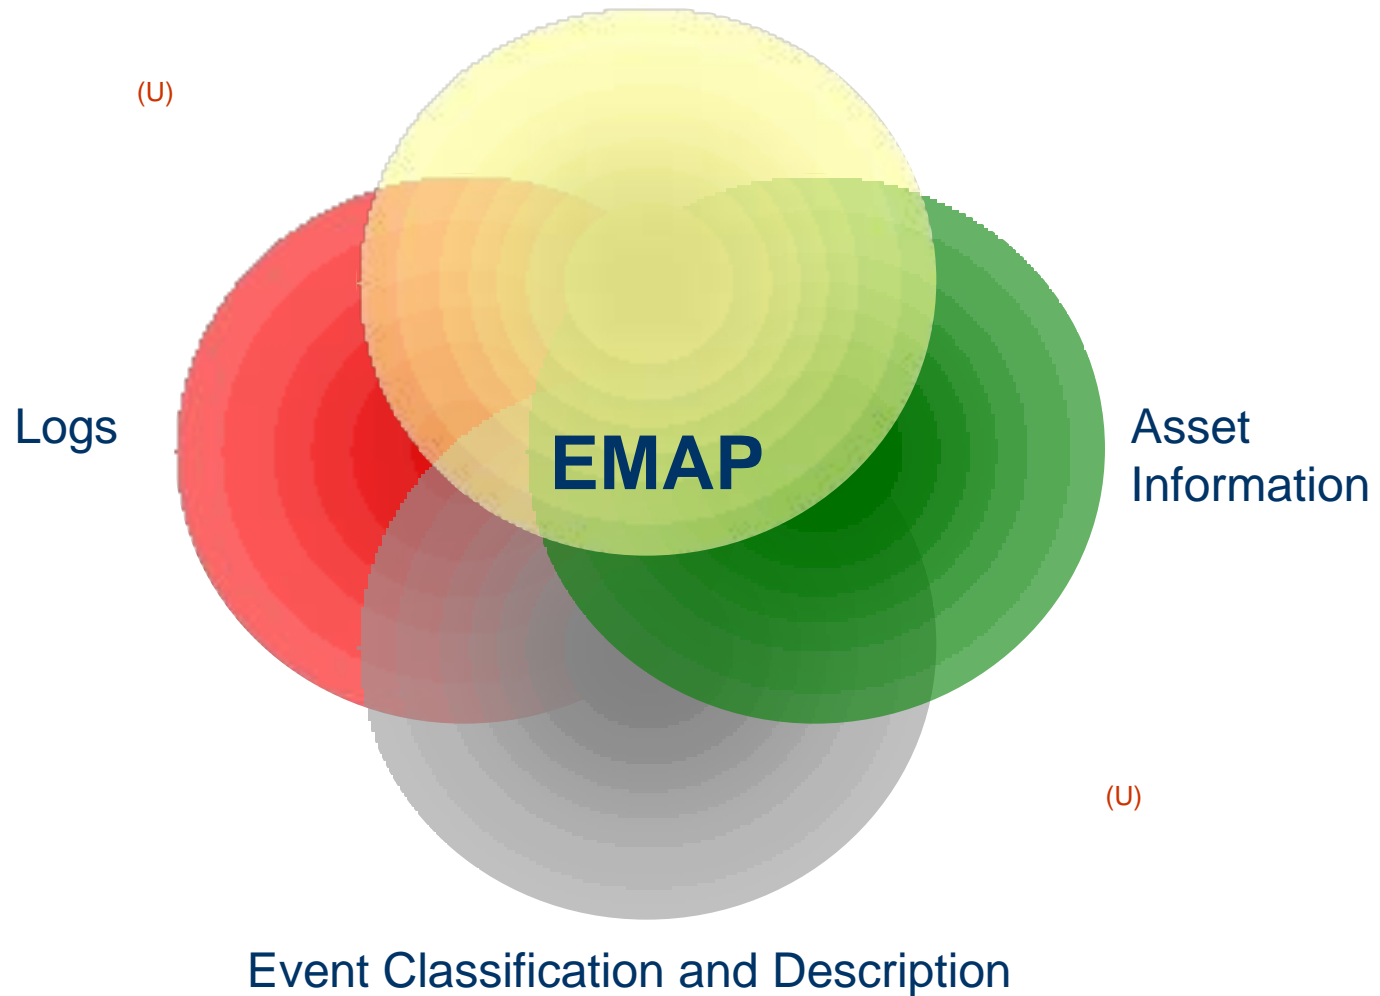 (U)
Logs
EMAP
Asset
Information
(U)
Event Classification and Description